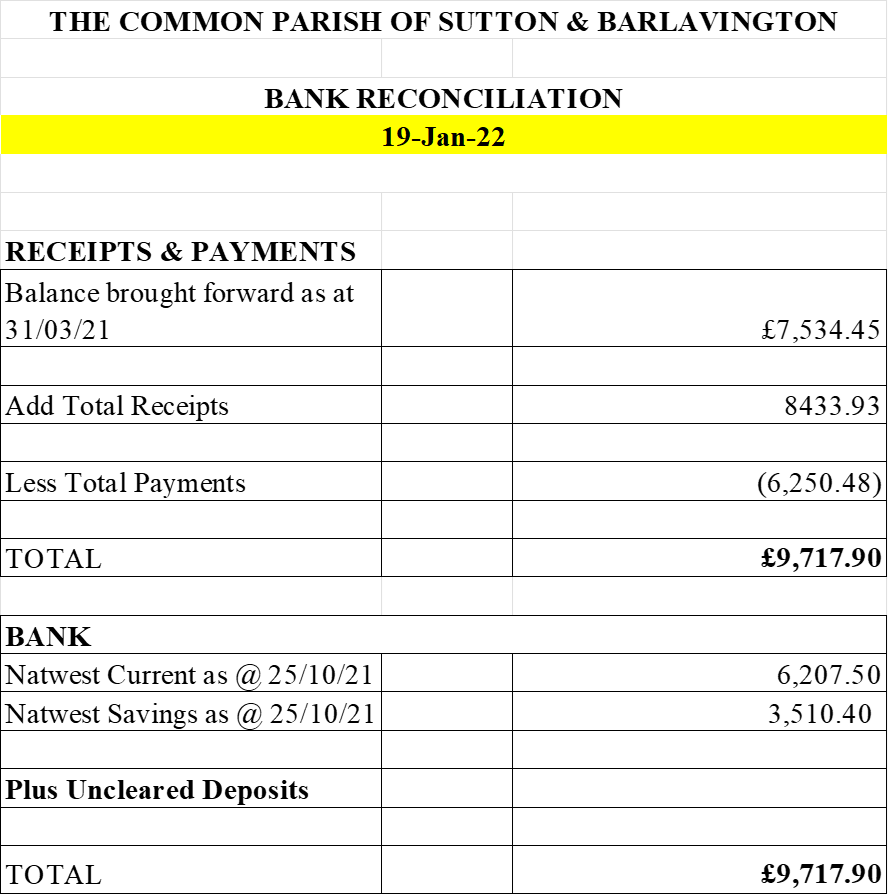 THE COMMON PARISH OF SUTTON & BARLAVINGTON
BANK RECONCILIATION
19-Jan-22
RECEIPTS & PAYMENTS
Balance brought forward as at
31/03/21 £7,534.45
Add Total Receipts 8433.93
Less Total Payments (6,250.48)
TOTAL £9,717.90
BANK
Natwest Current as @ 25/10/21 6,207.50
Natwest Savings as @ 25/10/21 3,510.40
Plus Uncleared Deposits
TOTAL £9,717.90